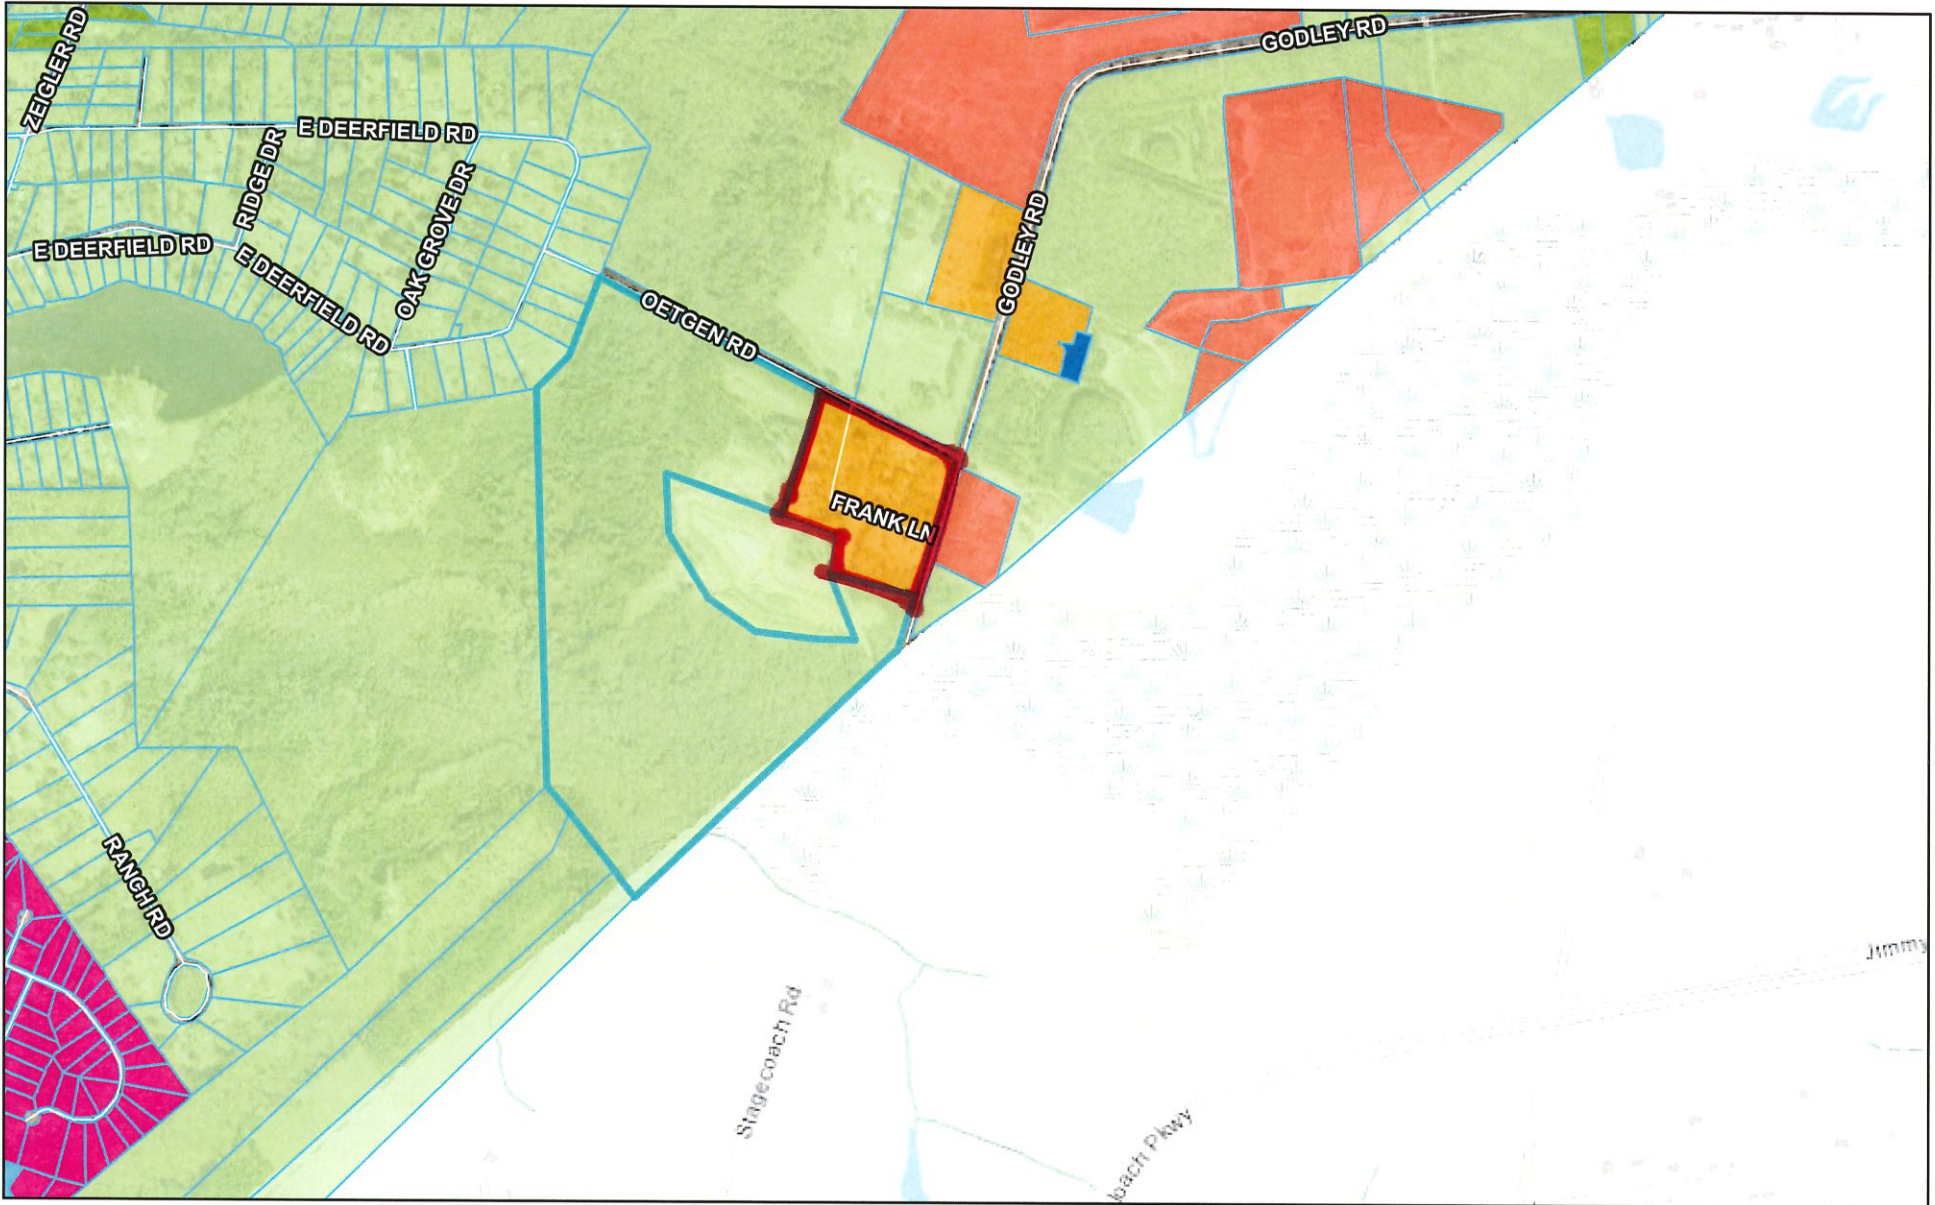 ZEIGLER RD
GODLEY RD
E DEERFIELD RD
RIDGE DR
OAK GROVE DR
E DEERFIELD RD
E DEERFIELD RD
GODLEY RD
OETGEN RD
FRANK LN
RANCH RD
Stagecoach Rd
Jimmy
Pkwy